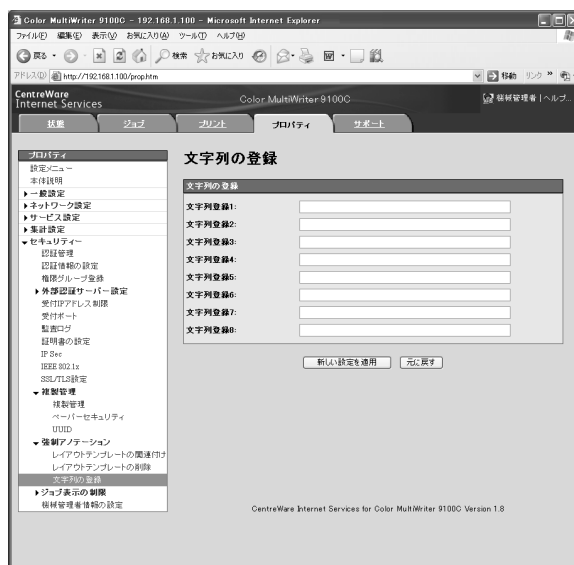 Color MultiWriter 9100C - 192.168.1.100 - Microsoft Internet Explorer
ファイル(F) 編集(E) 表示(V) お気に入り(A) ツール(T) ヘルプ(H)
戻る 検索 お気に入り
アドレス(D) http://192.168.1.100/prop.htm 移動 リンク »
CentreWare
Internet Services
Color MultiWriter 9100C
機械管理者 | ヘルプ...
状態 ジョブ プリント プロパティ サポート
プロパティ
設定メニュー
本体説明
一般設定
ネットワーク設定
サービス設定
集計設定
セキュリティー
認証管理
認証情報の設定
権限グループ登録
外部認証サーバー設定
受付IPアドレス制限
受付ポート
監査ログ
証明書の設定
IP Sec
IEEE 802.1x
SSL/TLS設定
複製管理
複製管理
ペーパーセキュリティ
UUID
強制アノテーション
レイアウトテンプレートの関連付け
レイアウトテンプレートの削除
文字列の登録
ジョブ表示の制限
機械管理者情報の設定
文字列の登録
文字列の登録
文字列登録1:
文字列登録2:
文字列登録3:
文字列登録4:
文字列登録5:
文字列登録6:
文字列登録7:
文字列登録8:
新しい設定を適用 元に戻す
CentreWare Internet Services for Color MultiWriter 9100C Version 1.8